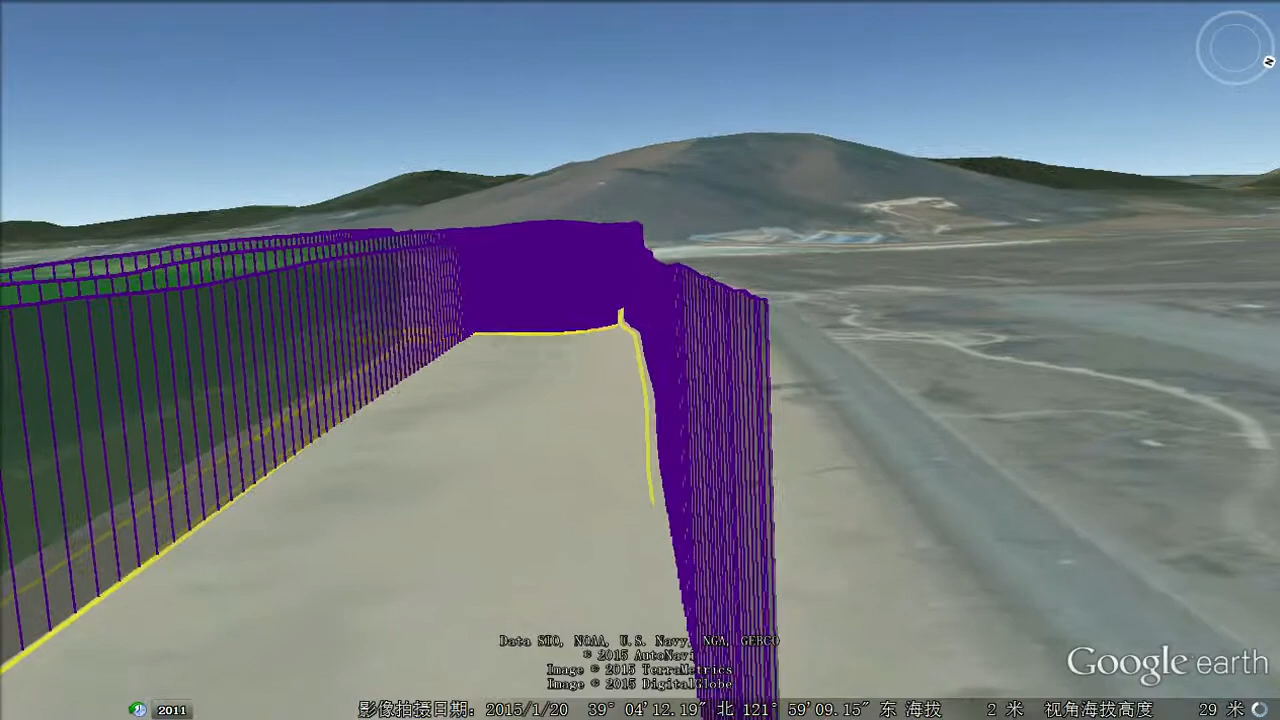 N
Data SIO, NOAA, U.S. Navy, NGA, GEBCO
© 2015 AutoNavi
Image © 2015 TerraMetrics
Image © 2015 DigitalGlobe
Google earth
2011
影像拍摄日期: 2015/1/20 39° 04'12.19" 北 121° 59'09.15" 东 海拔 2 米 视角海拔高度 29 米